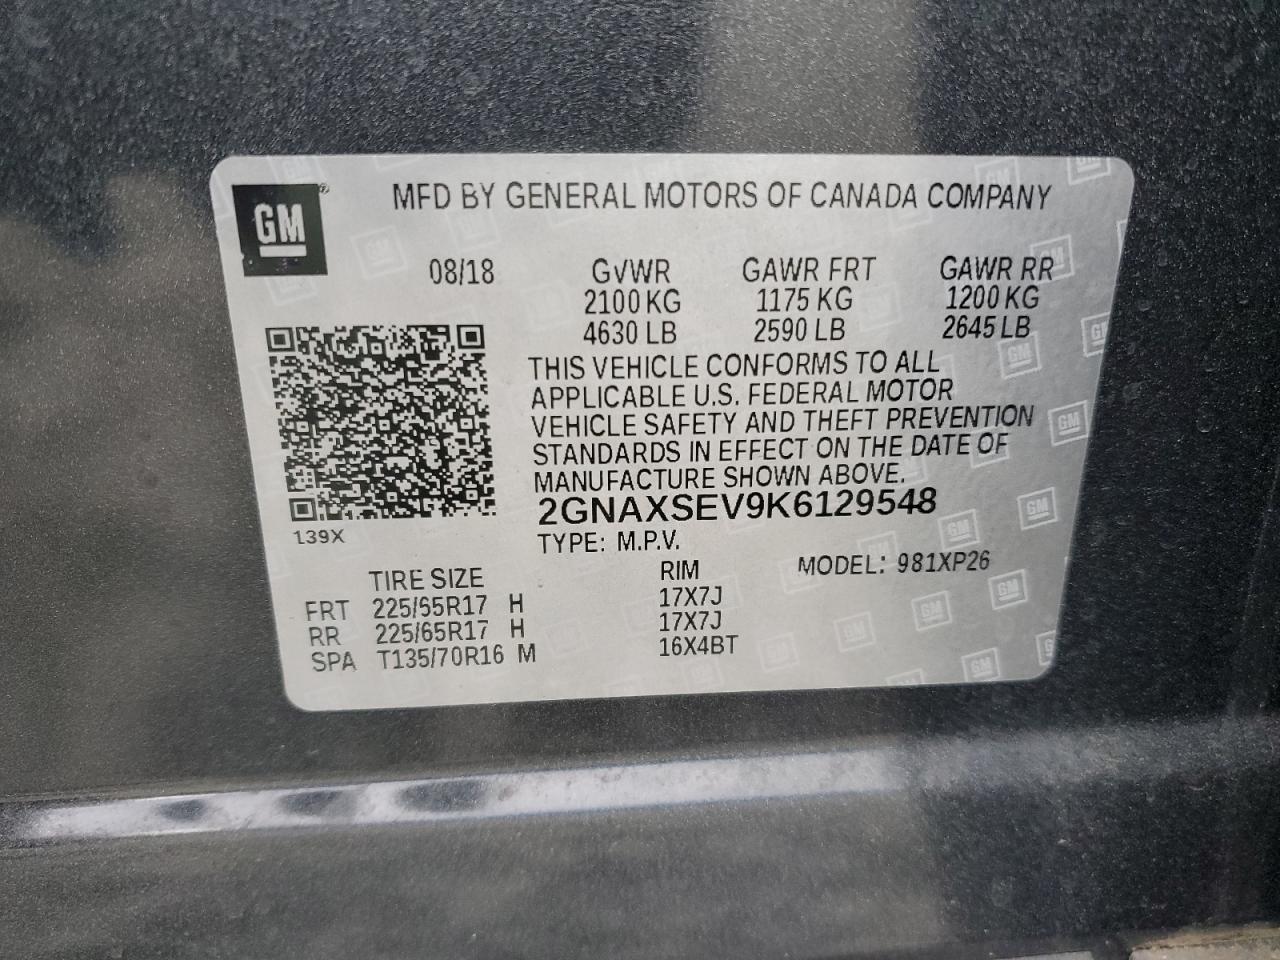 GM®
MFD BY GENERAL MOTORS OF CANADA COMPANY
08/18 GVWR GAWR FRT GAWR RR
2100 KG 1175 KG 1200 KG
4630 LB 2590 LB 2645 LB
THIS VEHICLE CONFORMS TO ALL
APPLICABLE U.S. FEDERAL MOTOR
VEHICLE SAFETY AND THEFT PREVENTION
STANDARDS IN EFFECT ON THE DATE OF
MANUFACTURE SHOWN ABOVE.
2GNAXSEV9K6129548
139X
TYPE: M.P.V.
MODEL: 981XP26
TIRE SIZE RIM
FRT 225/65R17 H 17X7J
RR 225/65R17 H 17X7J
SPA T135/70R16 M 16X4BT